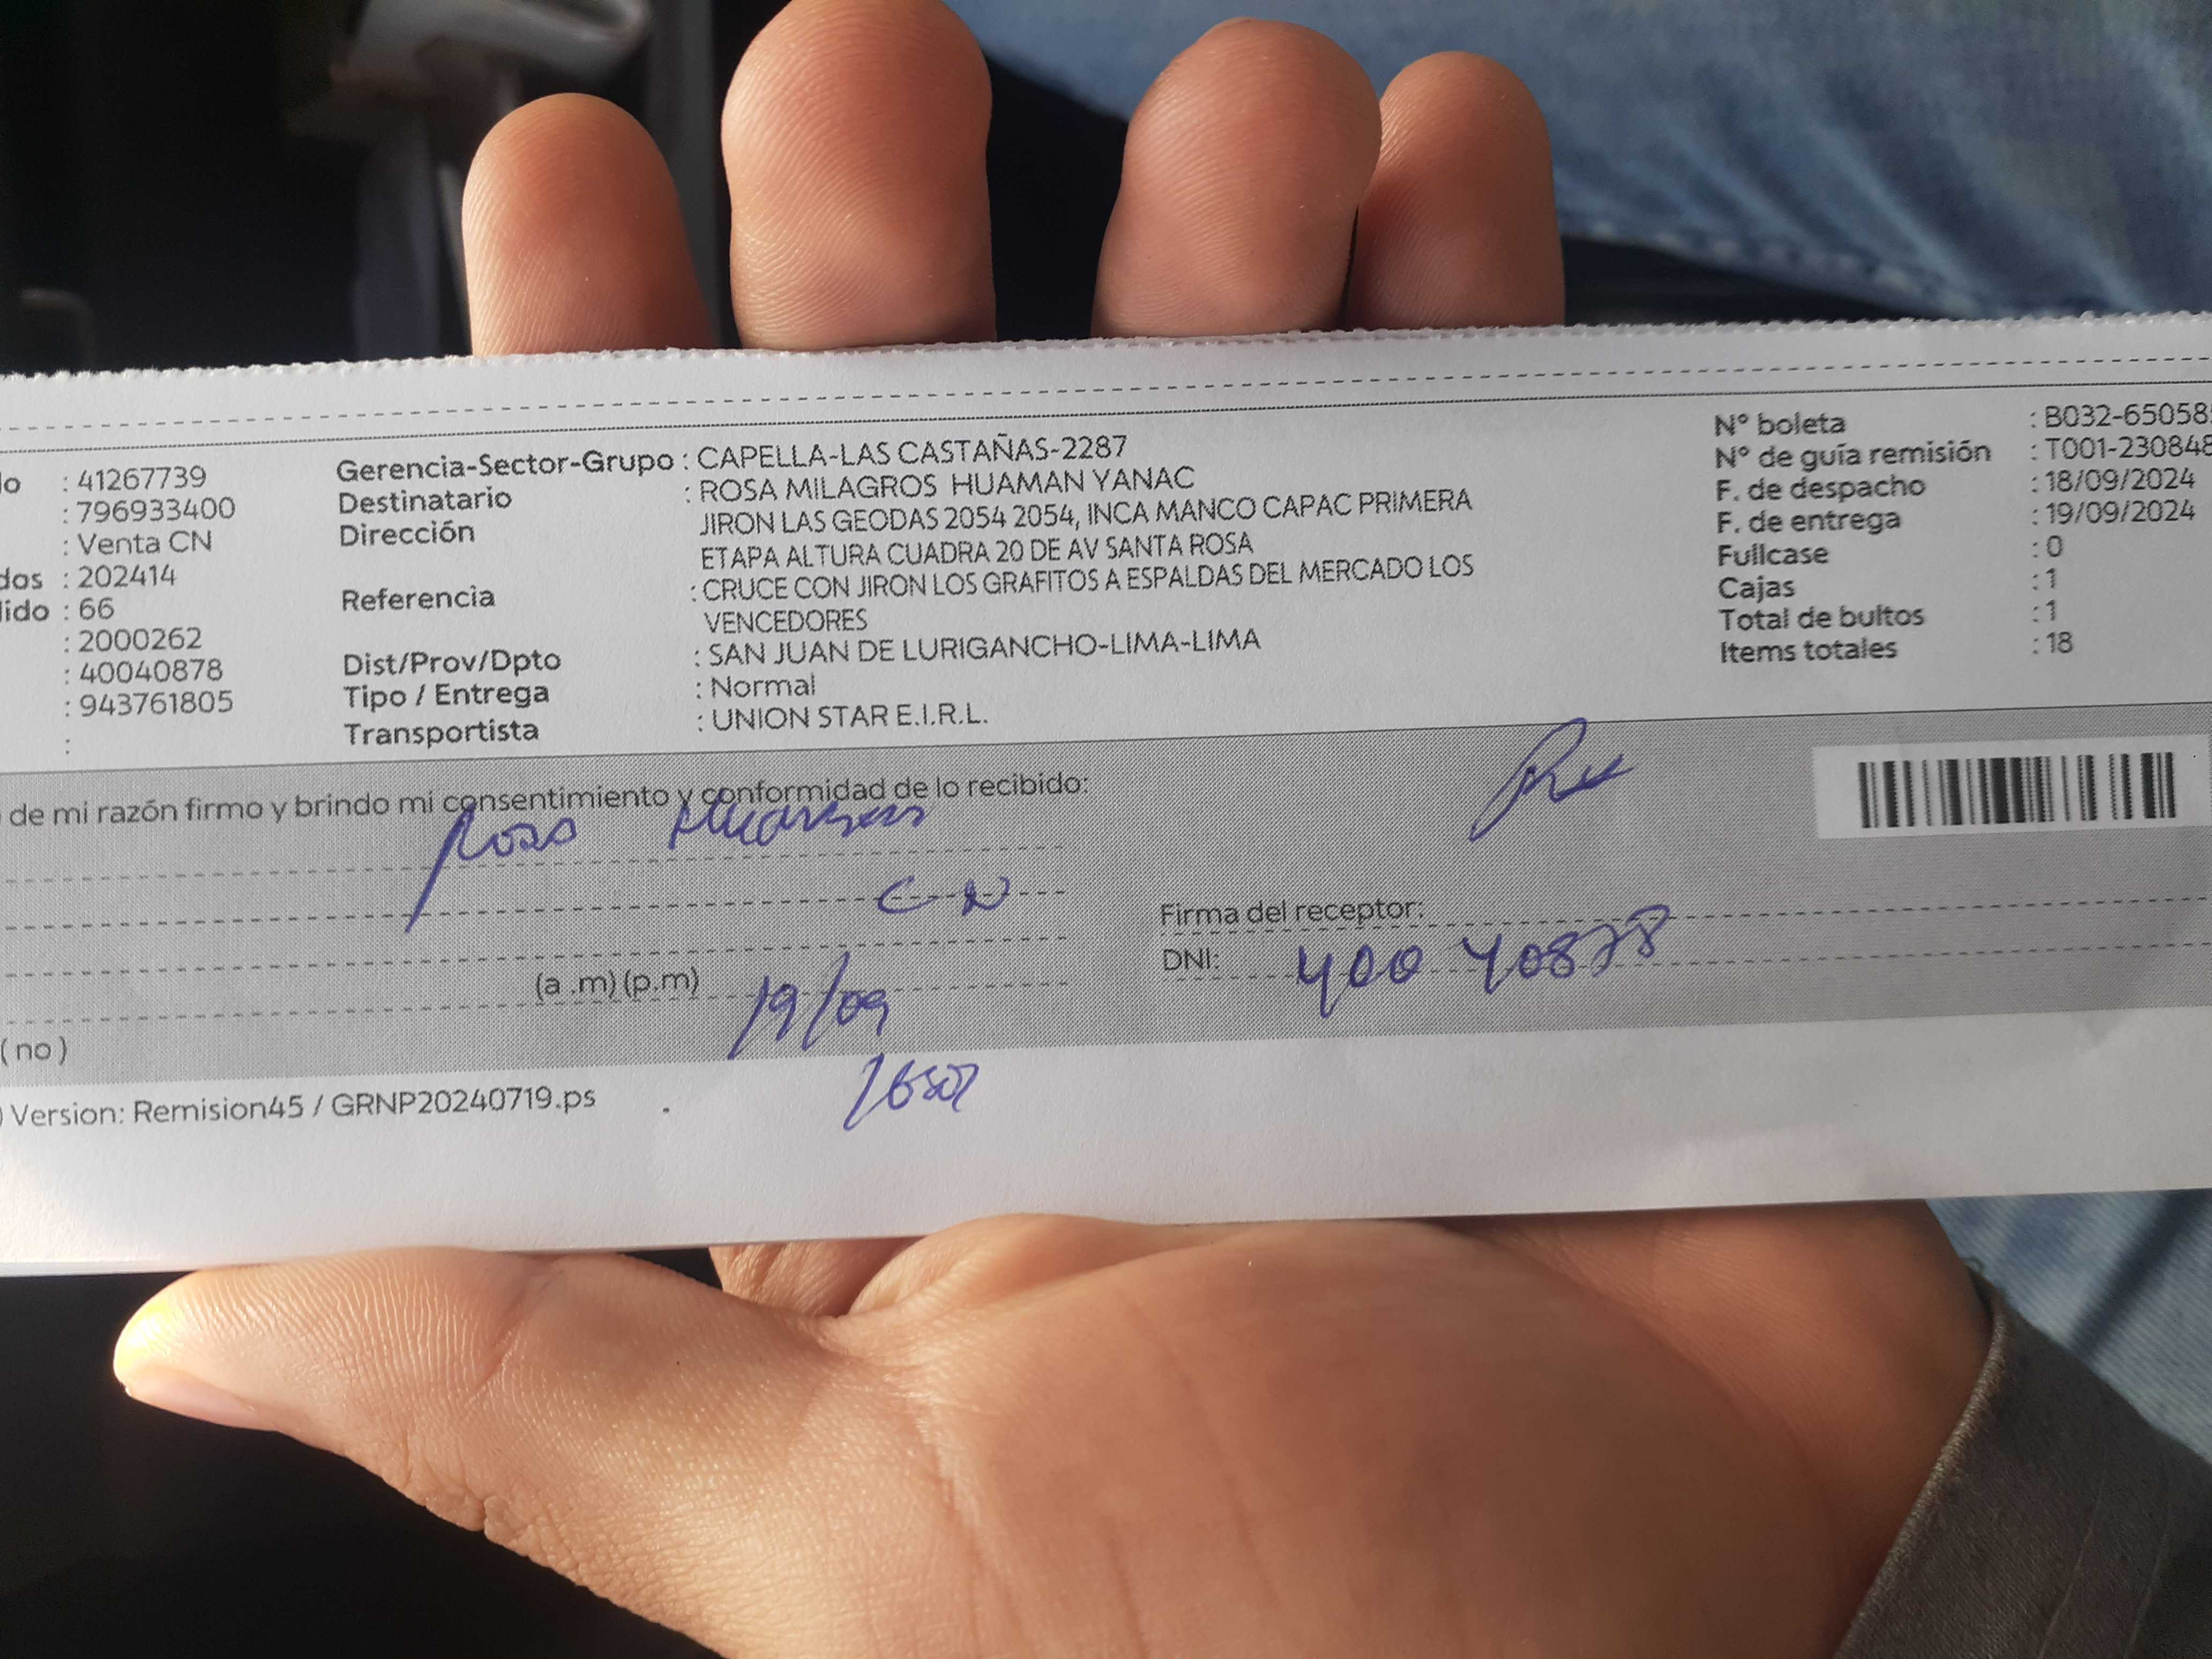 do : 41267739
: 796933400
: Venta CN
dos : 202414
dido : 66
: 2000262
: 40040878
: 943761805
:
Gerencia-Sector-Grupo : CAPELLA-LAS CASTAÑAS-2287
Destinatario : ROSA MILAGROS HUAMAN YANAC
Dirección JIRON LAS GEODAS 2054 2054, INCA MANCO CAPAC PRIMERA
ETAPA ALTURA CUADRA 20 DE AV SANTA ROSA
Referencia : CRUCE CON JIRON LOS GRAFITOS A ESPALDAS DEL MERCADO LOS
VENCEDORES
Dist/Prov/Dpto : SAN JUAN DE LURIGANCHO-LIMA-LIMA
Tipo / Entrega : Normal
Transportista : UNION STAR E.I.R.L.
N° boleta : B032-65058
N° de guía remisión : T001-230848
F. de despacho : 18/09/2024
F. de entrega : 19/09/2024
Fullcase : 0
Cajas : 1
Total de bultos : 1
Items totales : 18
de mi razón firmo y brindo mi consentimiento y conformidad de lo recibido:
Rosa Huaman
C N
Firma del receptor:
DNI: 40040878
(a .m) (p.m) 19/09
( no )
) Version: Remision45 / GRNP20240719.ps